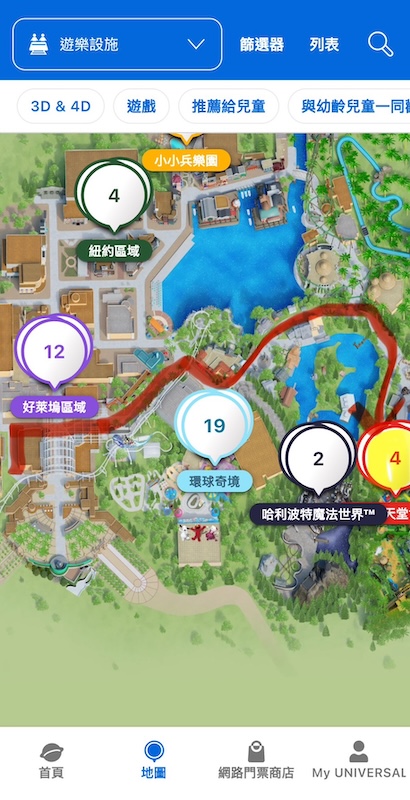 遊樂設施
篩選器
列表
3D & 4D
遊戲
推薦給兒童
與幼齡兒童一同
小小兵樂園
4
紐約區域
12
好萊塢區域
19
環球奇境
2
哈利波特魔法世界™
4
天堂
首頁
地圖
網路門票商店
My UNIVERSAL